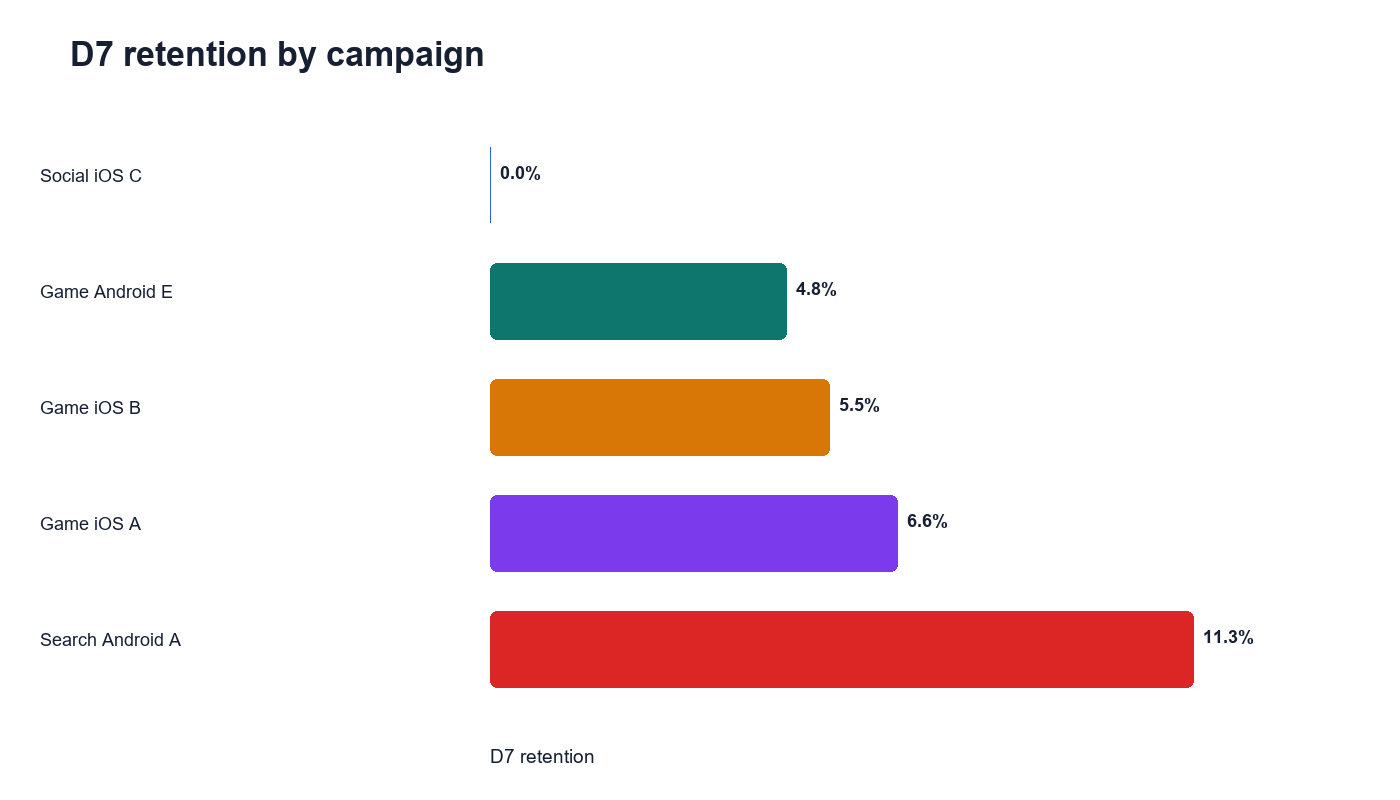 D7 retention by campaign
Social iOS C 0.0%
Game Android E 4.8%
Game iOS B 5.5%
Game iOS A 6.6%
Search Android A 11.3%
D7 retention